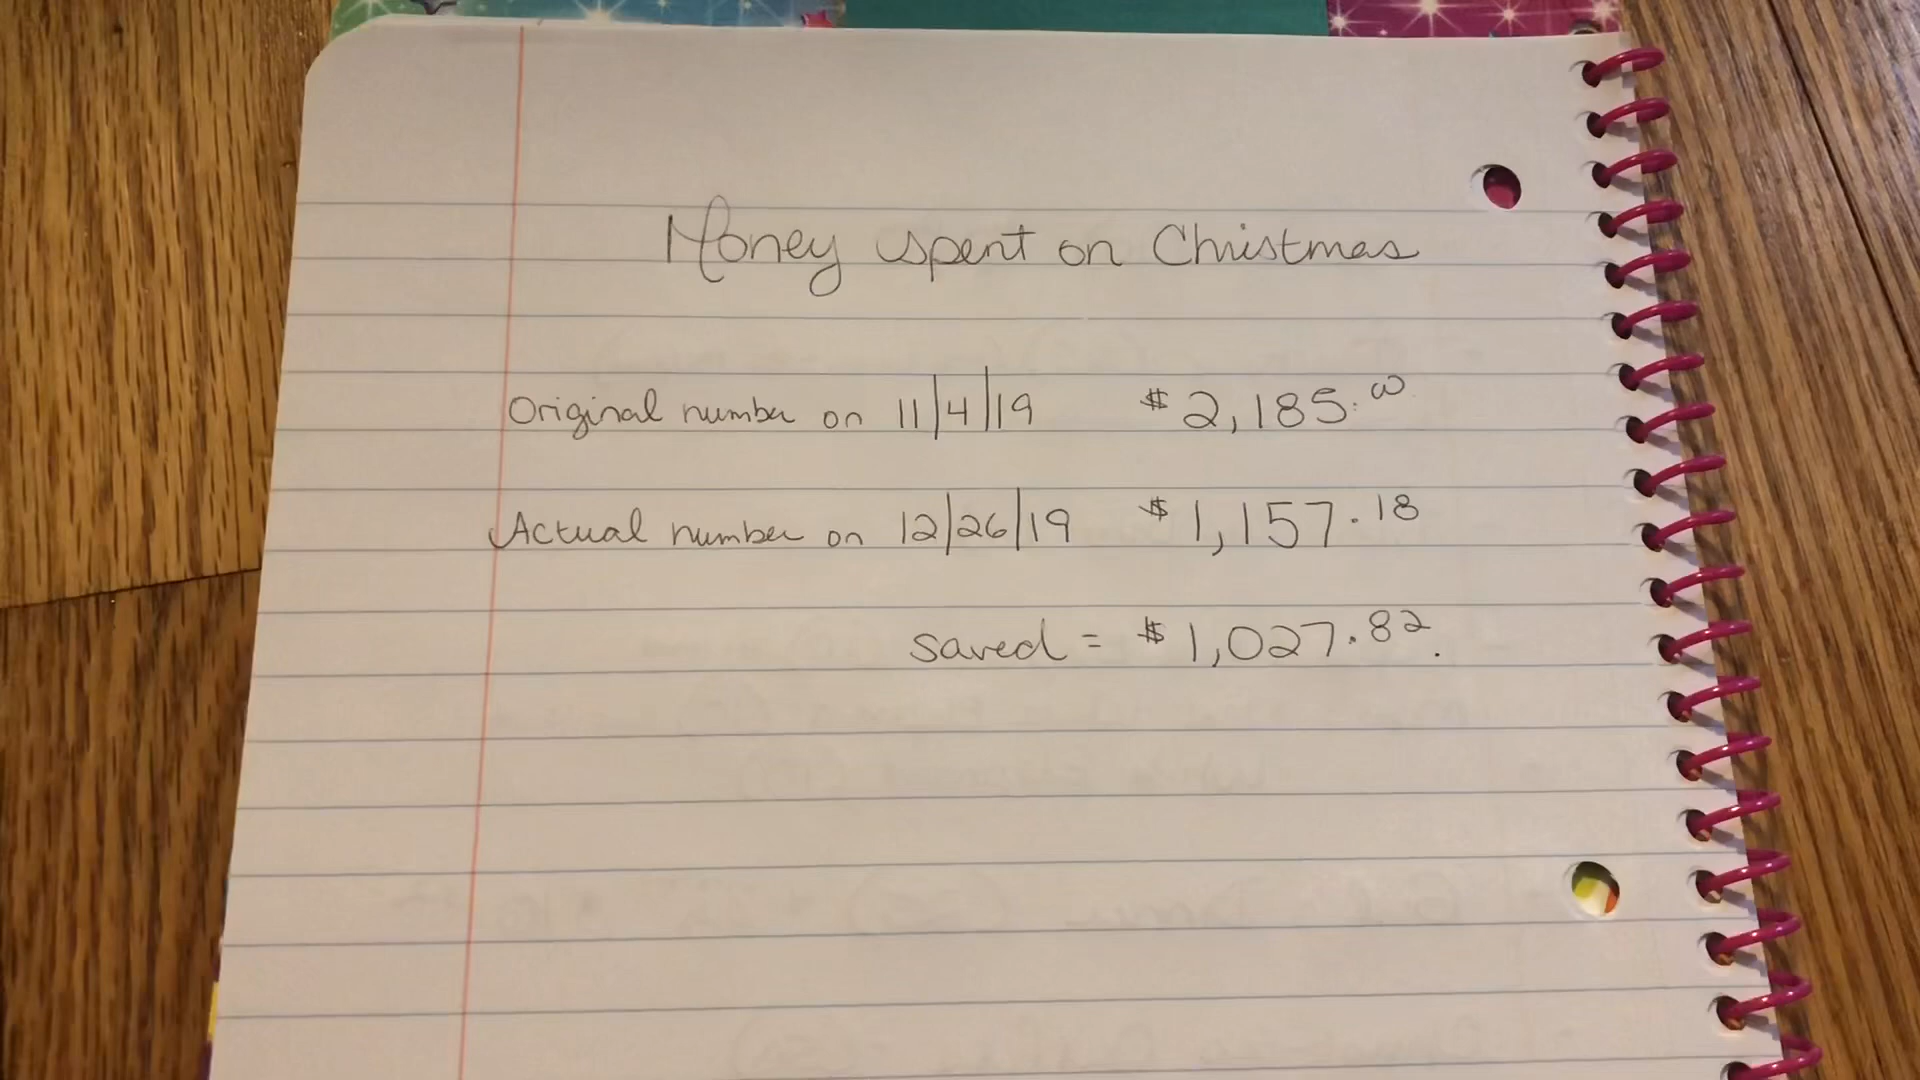 Money spent on Christmas
Original number on 11/4/19 $2,185.00
Actual number on 12/26/19 $1,157.18
saved = $1,027.82.